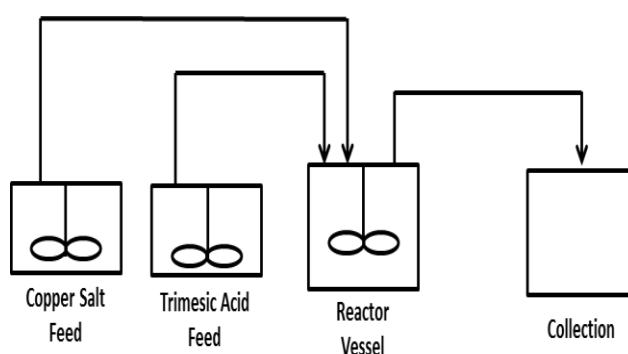 Copper Salt
Feed
Trimesic Acid
Feed
Reactor
Vessel
Collection